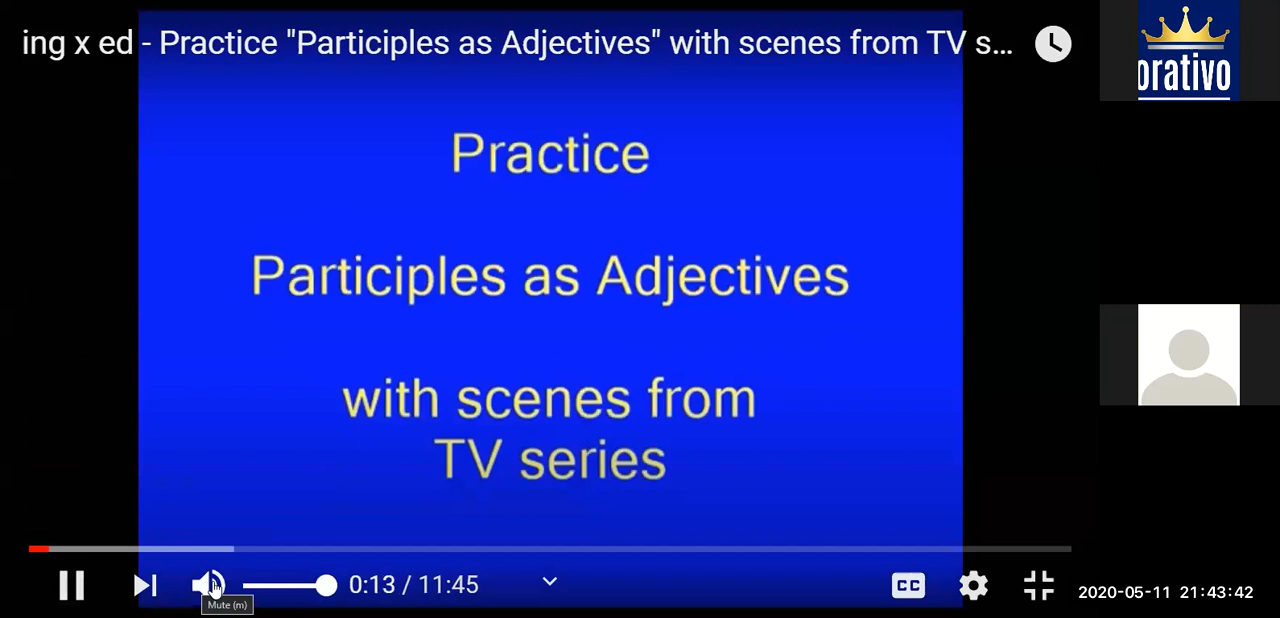 ing x ed - Practice "Participles as Adjectives" with scenes from TV s...
orativo
Practice
Participles as Adjectives
with scenes from
TV series
0:13 / 11:45
CC
Mute (m)
2020-05-11 21:43:42